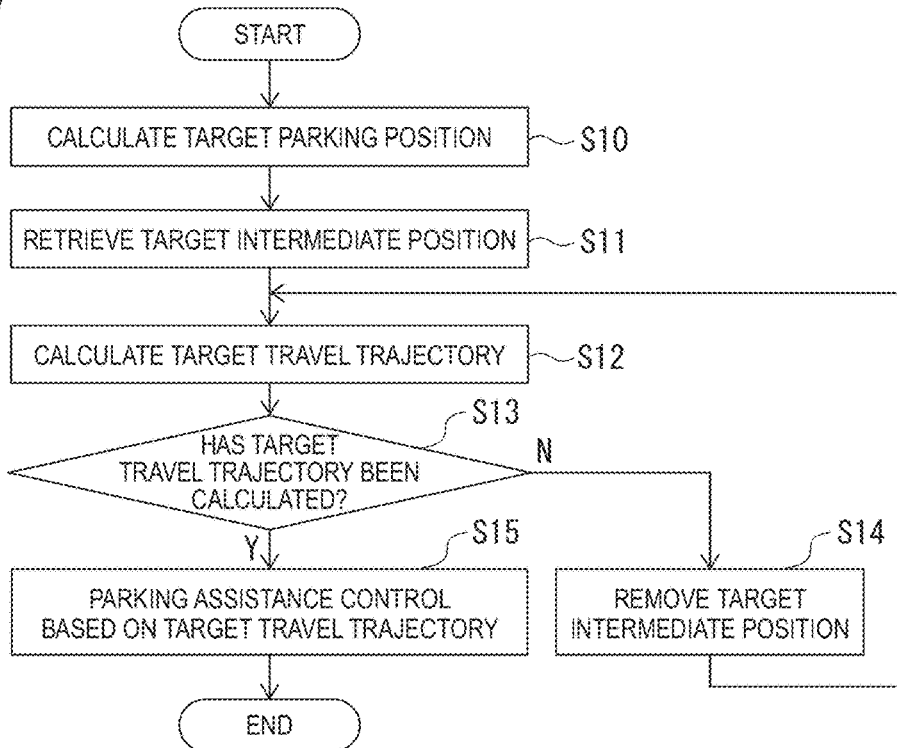 START
CALCULATE TARGET PARKING POSITION
S10
RETRIEVE TARGET INTERMEDIATE POSITION
S11
CALCULATE TARGET TRAVEL TRAJECTORY
S12
S13
HAS TARGET
TRAVEL TRAJECTORY BEEN
CALCULATED?
N
Y
S15
S14
PARKING ASSISTANCE CONTROL
BASED ON TARGET TRAVEL TRAJECTORY
REMOVE TARGET
INTERMEDIATE POSITION
END